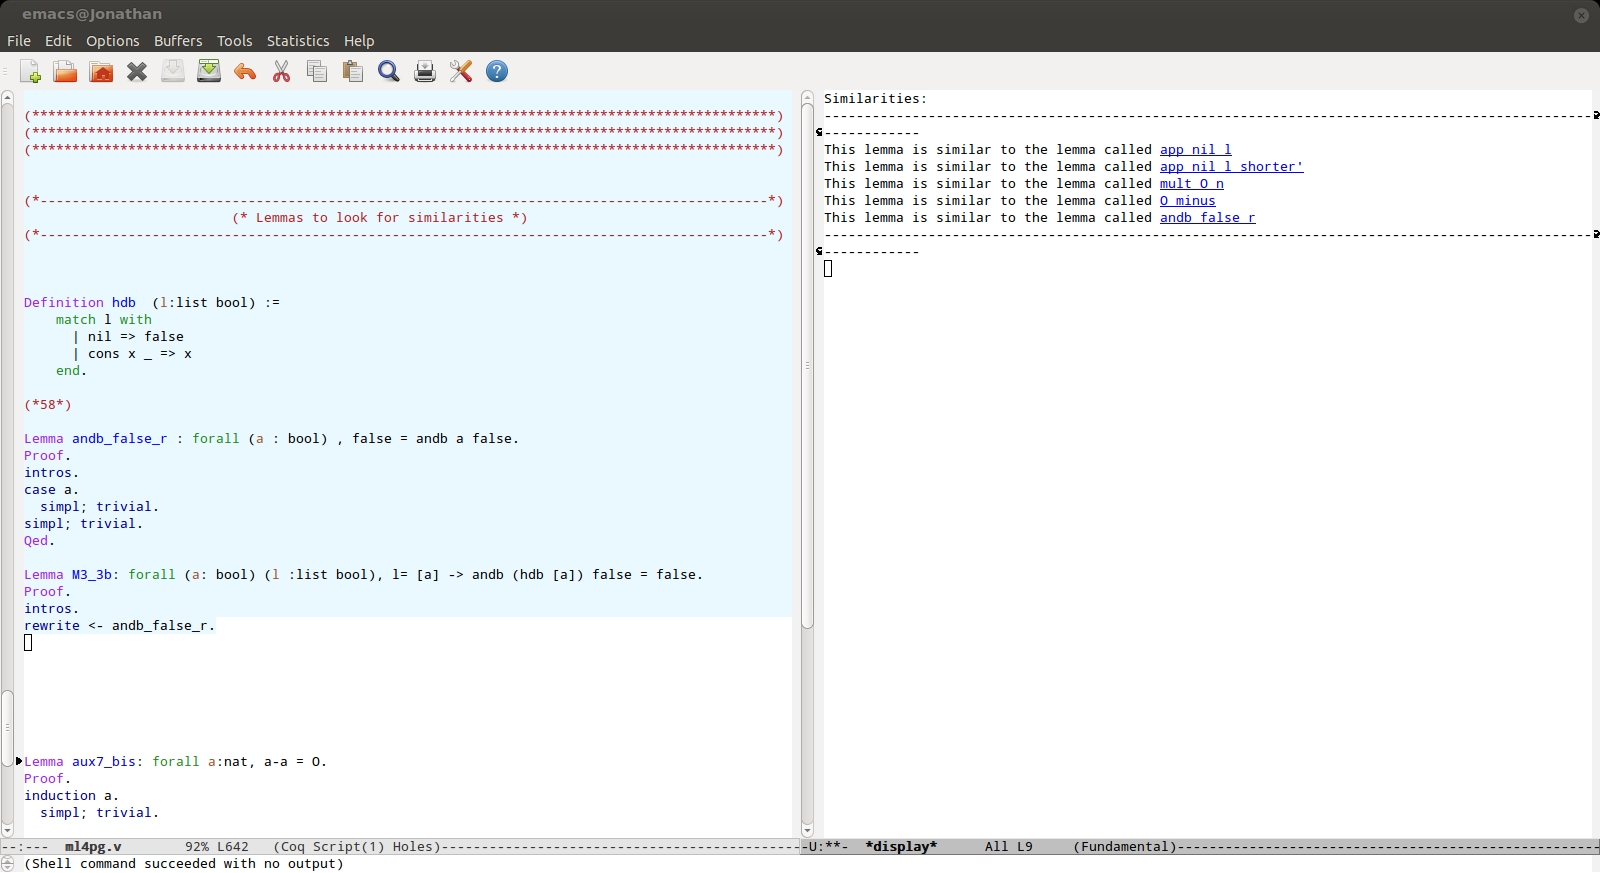 emacs@Jonathan
File Edit Options Buffers Tools Statistics Help
(*********************************************************************************************)
(*********************************************************************************************)
(*********************************************************************************************)
(*-------------------------------------------------------------------------------------------*)
(* Lemmas to look for similarities *)
(*-------------------------------------------------------------------------------------------*)
Definition hdb  (l:list bool) :=
    match l with
      | nil => false
      | cons x _ => x
    end.
(*58*)
Lemma andb_false_r : forall (a : bool) , false = andb a false.
Proof.
intros.
case a.
  simpl; trivial.
simpl; trivial.
Qed.
Lemma M3_3b: forall (a: bool) (l :list bool), l= [a] -> andb (hdb [a]) false = false.
Proof.
intros.
rewrite <- andb_false_r.
Lemma aux7_bis: forall a:nat, a-a = O.
Proof.
induction a.
  simpl; trivial.
--:---  ml4pg.v        92% L642   (Coq Script(1) Holes)---------------------------------------------
Similarities:
------------------------------------------------------------------------------------------------
------------
This lemma is similar to the lemma called app_nil_l
This lemma is similar to the lemma called app_nil_l_shorter'
This lemma is similar to the lemma called mult_O_n
This lemma is similar to the lemma called O_minus
This lemma is similar to the lemma called andb_false_r
------------------------------------------------------------------------------------------------
------------
-U:**-  *display*      All L9     (Fundamental)-----------------------------------------------------
(Shell command succeeded with no output)